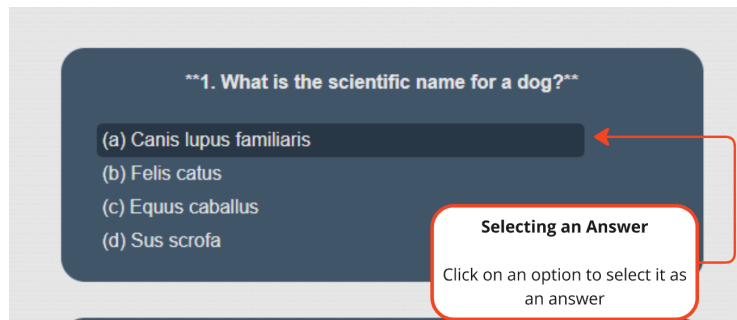 **1. What is the scientific name for a dog?**
(a) Canis lupus familiaris
(b) Felis catus
(c) Equus caballus
(d) Sus scrofa
Selecting an Answer
Click on an option to select it as
an answer